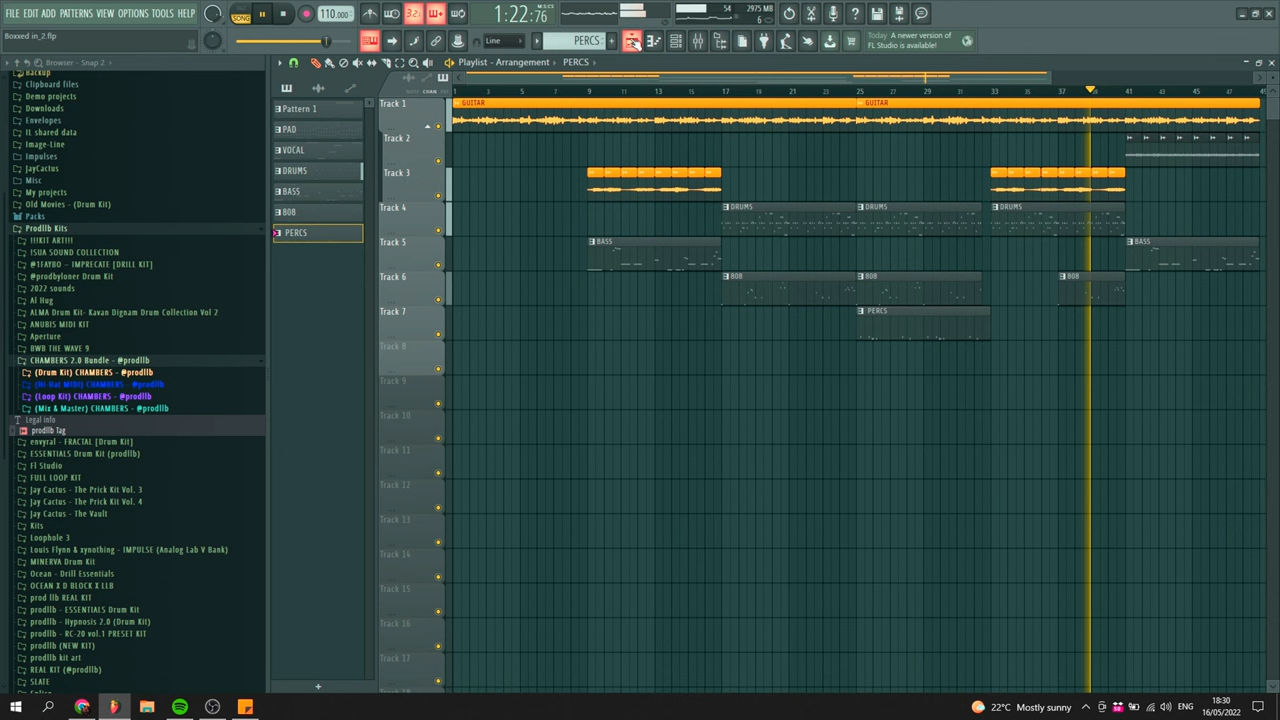 FILE EDIT ADD PATTERNS VIEW OPTIONS TOOLS HELP
SONG
110.000
32
1:22:76
54
2975 MB
6
Boxxed in_2.flp
Line
PERCS
Today A newer version of
FL Studio is available!
Browser - Snap 2
Playlist - Arrangement PERCS
NOTE CHAN
1 3 5 7 9 11 13 15 17 19 21 23 25 27 29 31 33 35 37 39 41 43 45 47 49
Backup
Clipboard files
Demo projects
Downloads
Envelopes
IL shared data
Image-Line
Impulses
JayCactus
Misc
My projects
Old Movies - (Drum Kit)
Packs
Prodllb Kits
!!!KIT ART!!!
!SUA SOUND COLLECTION
@1FAYBO - IMPRECATE [DRILL KIT]
@prodbyloner Drum Kit
2022 sounds
Al Hug
ALMA Drum Kit- Kavan Dignam Drum Collection Vol 2
ANUBIS MIDI KIT
Aperture
BWB THE WAVE 9
CHAMBERS 2.0 Bundle - @prodllb
(Drum Kit) CHAMBERS - @prodllb
(Hi Hat MIDI) CHAMBERS - @prodllb
(Loop Kit) CHAMBERS - @prodllb
(Mix & Master) CHAMBERS - @prodllb
Legal info
prodllb Tag
envyral - FRACTAL [Drum Kit]
ESSENTIALS Drum Kit (prodllb)
Fl Studio
FULL LOOP KIT
Jay Cactus - The Prick Kit Vol. 3
Jay Cactus - The Prick Kit Vol. 4
Jay Cactus - The Vault
Kits
Loophole 3
Louis Flynn & xynothing - IMPULSE (Analog Lab V Bank)
MINERVA Drum Kit
Ocean - Drill Essentials
OCEAN X D BLOCK X LLB
prod llb REAL KIT
prodllb - ESSENTIALS Drum Kit
prodllb - Hypnosis 2.0 (Drum Kit)
prodllb - RC-20 vol.1 PRESET KIT
prodllb (NEW KIT)
prodllb kit art
REAL KIT (@prodllb)
SLATE
Pattern 1
PAD
VOCAL
DRUMS
BASS
808
PERCS
Track 1
GUITAR
GUITAR
Track 2
Track 3
Track 4
DRUMS
DRUMS
DRUMS
Track 5
BASS
BASS
Track 6
808
808
808
Track 7
PERCS
Track 8
Track 9
Track 10
Track 11
Track 12
Track 13
Track 14
Track 15
Track 16
Track 17
22°C Mostly sunny
ENG
18:30
16/05/2022